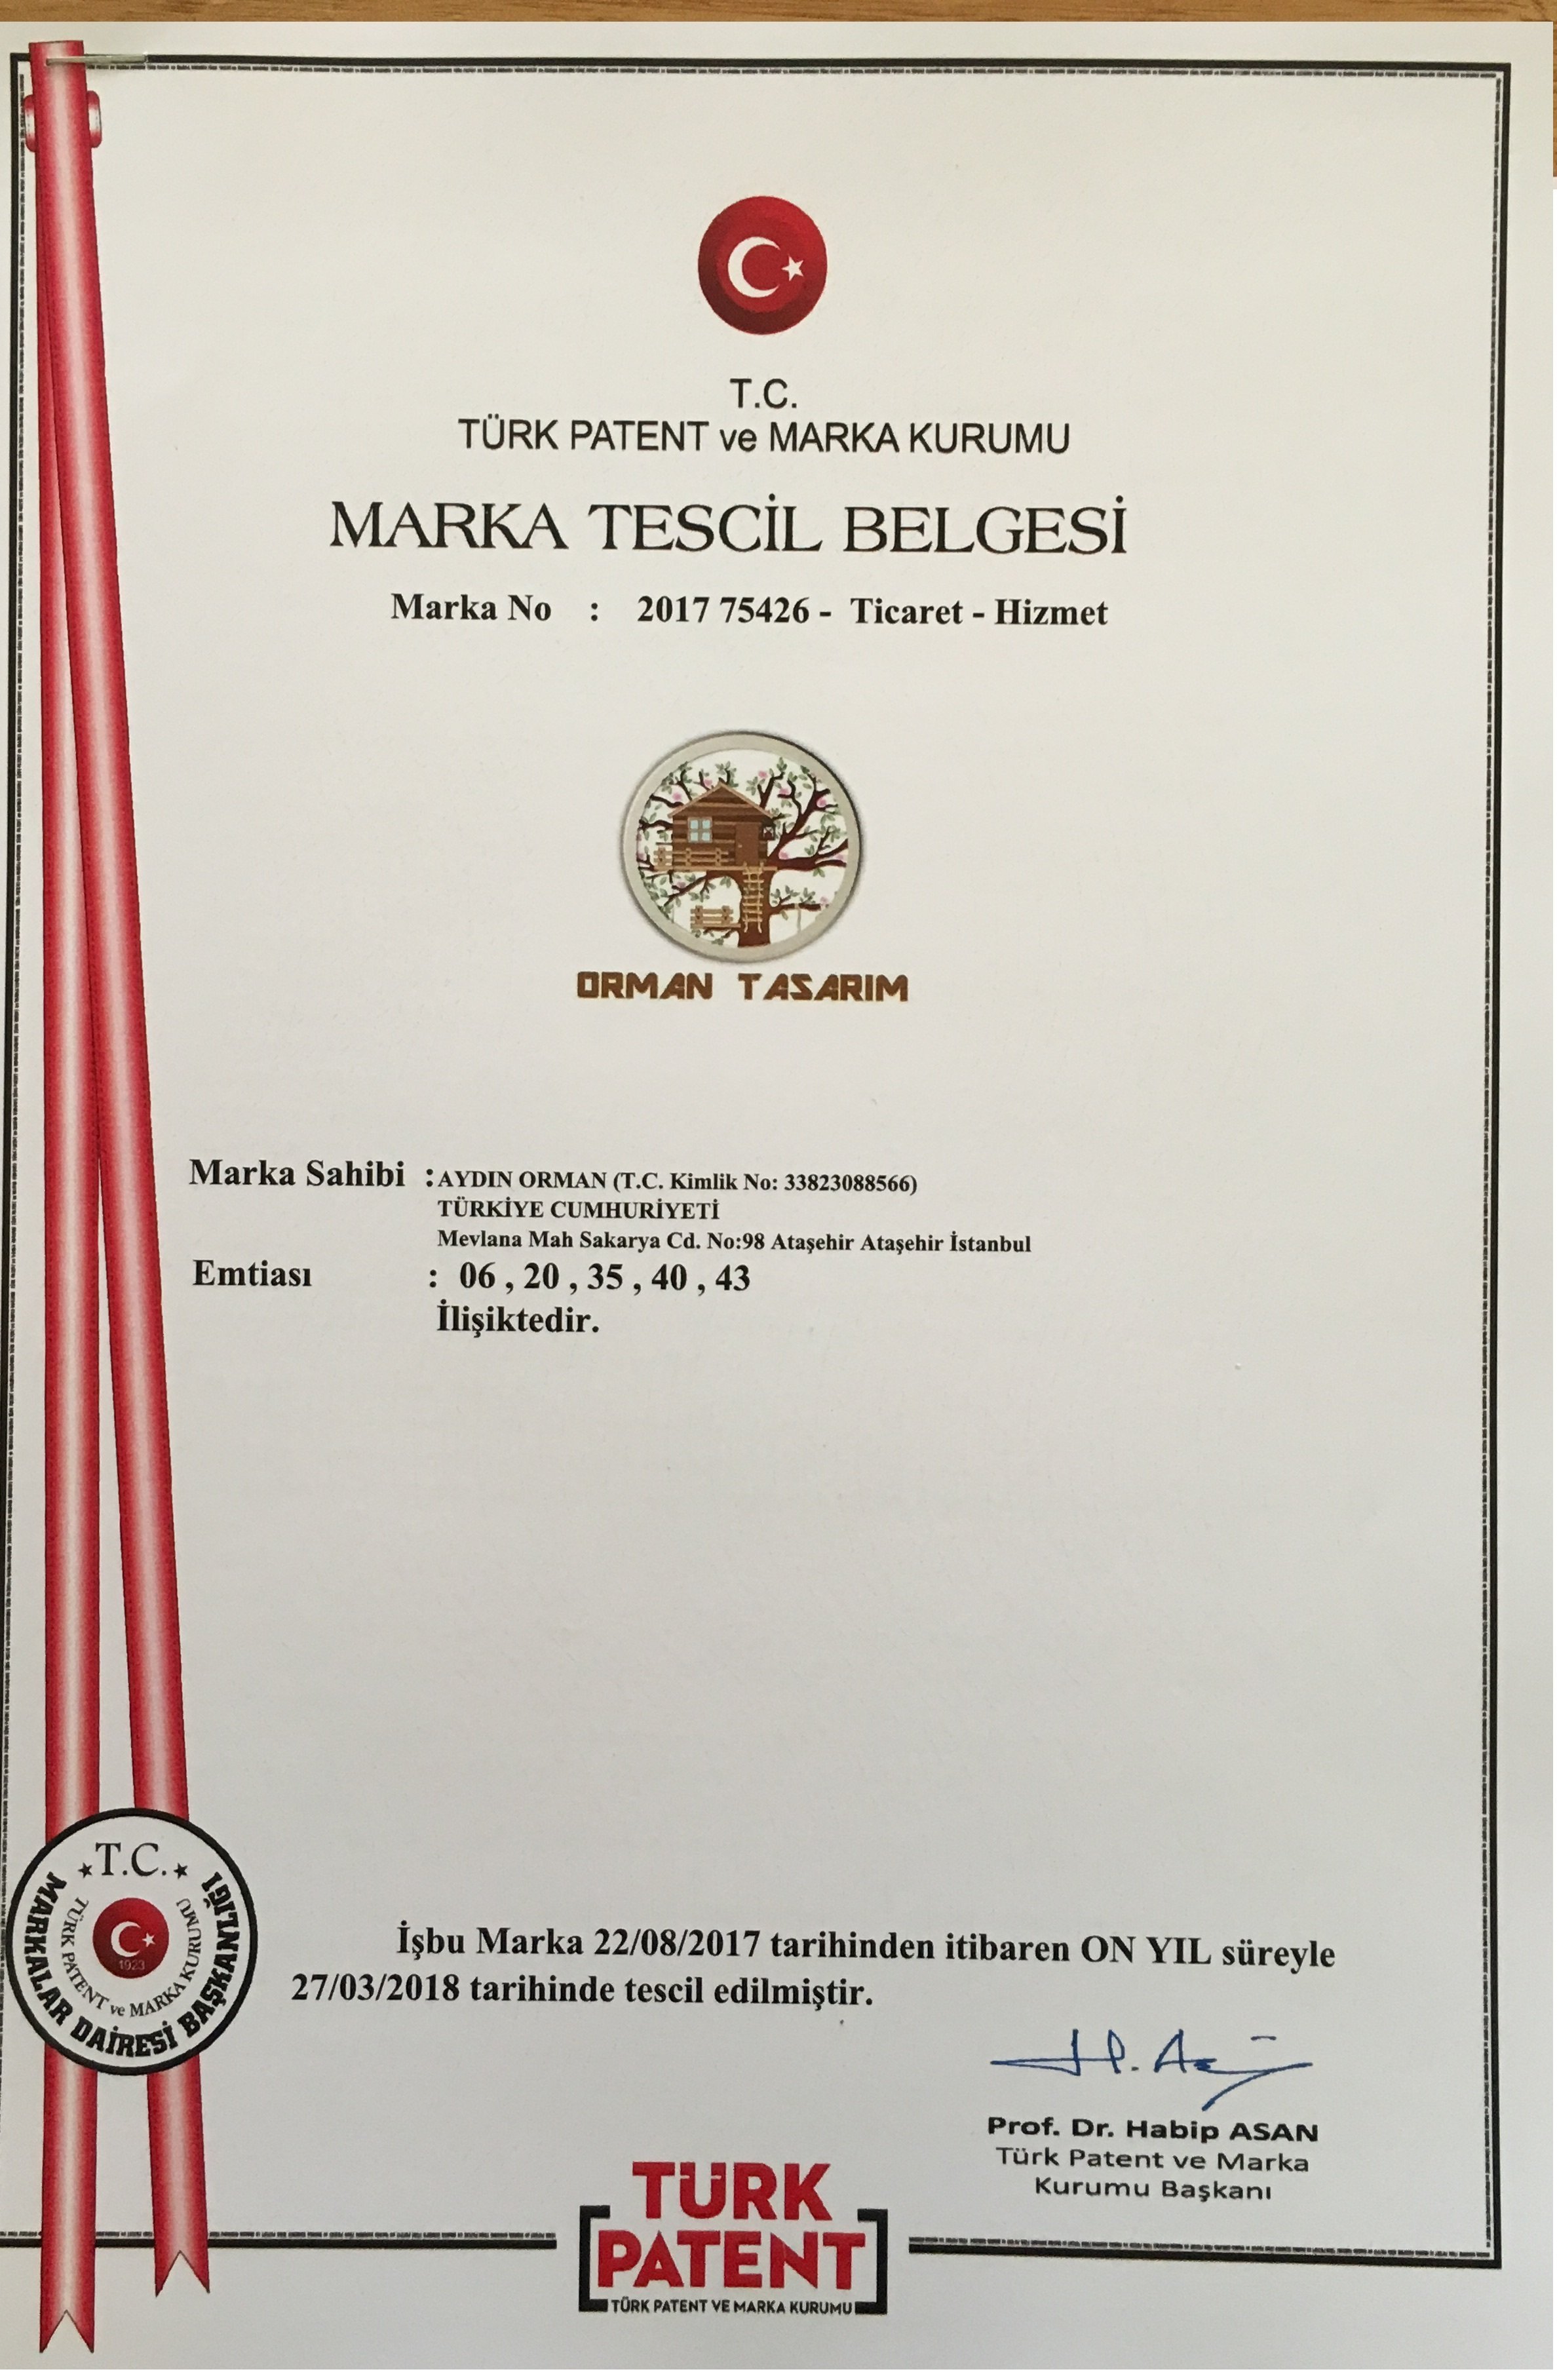 T.C.
TÜRK PATENT ve MARKA KURUMU
MARKA TESCİL BELGESİ
Marka No : 2017 75426 - Ticaret - Hizmet
ORMAN TASARIM
Marka Sahibi : AYDIN ORMAN (T.C. Kimlik No: 33823088566)
TÜRKİYE CUMHURİYETİ
Mevlana Mah Sakarya Cd. No:98 Ataşehir Ataşehir İstanbul
Emtiası : 06 , 20 , 35 , 40 , 43
İlişiktedir.
T.C.
MARKALAR DAİRESİ BAŞKANLIĞI
TÜRK PATENT ve MARKA KURUMU
1923
İşbu Marka 22/08/2017 tarihinden itibaren ON YIL süreyle
27/03/2018 tarihinde tescil edilmiştir.
H. Asan
Prof. Dr. Habip ASAN
Türk Patent ve Marka
Kurumu Başkanı
TÜRK
PATENT
TÜRK PATENT VE MARKA KURUMU